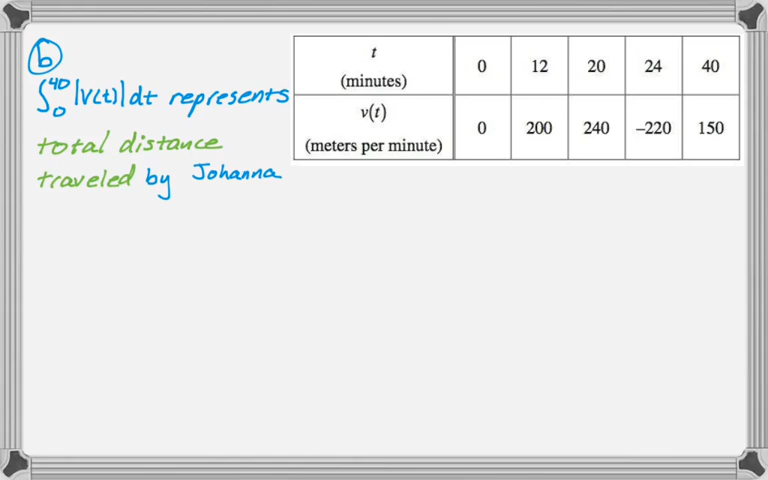 b
∫₀⁴⁰ |v(t)| dt represents
total distance
traveled by Johanna
t (minutes) 0 12 20 24 40
v(t) (meters per minute) 0 200 240 –220 150